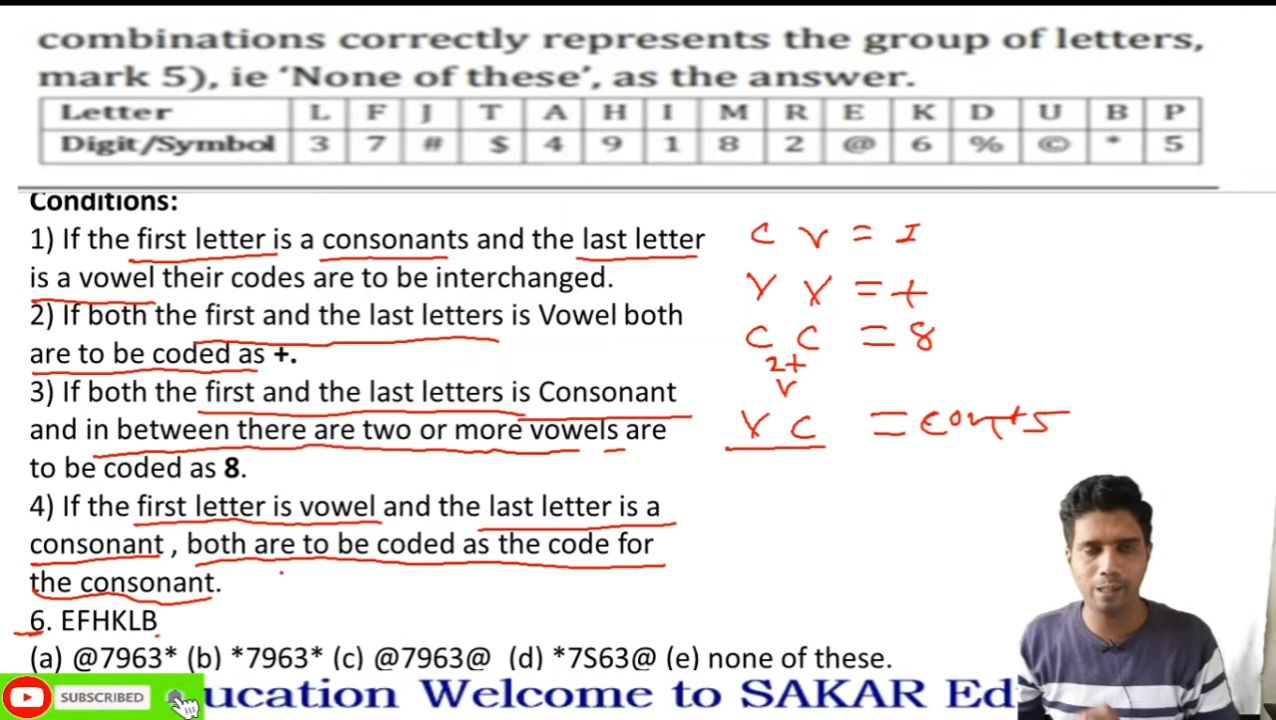 combinations correctly represents the group of letters,
mark 5), ie ‘None of these’, as the answer.
Letter L F J T A H I M R E K D U B P
Digit/Symbol 3 7 # $ 4 9 1 8 2 @ 6 % © * 5
Conditions:
1) If the first letter is a consonants and the last letter
is a vowel their codes are to be interchanged.
2) If both the first and the last letters is Vowel both
are to be coded as +.
3) If both the first and the last letters is Consonant
and in between there are two or more vowels are
to be coded as 8.
4) If the first letter is vowel and the last letter is a
consonant , both are to be coded as the code for
the consonant.
C V = I
V V = +
C C = 8
2+
V
V C =
6. EFHKLB
(a) @7963* (b) *7963* (c) @7963@ (d) *7S63@ (e) none of these.
SUBSCRIBED
ucation Welcome to SAKAR Ed